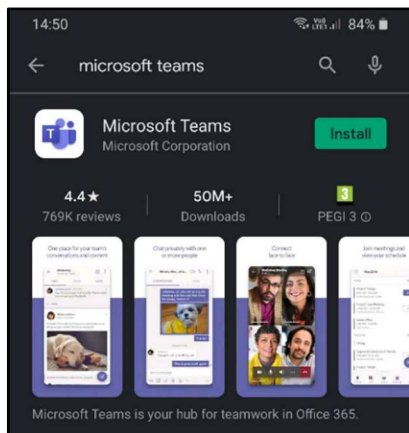 14:50 Vo) LTE1 84%
microsoft teams
Microsoft Teams
Microsoft Corporation
Install
4.4★ 50M+ 3
769K reviews Downloads PEGI 3
One place for your team's
conversations and content
Chat privately with one
or more people
Connect
face to face
Join meetings and
view your schedule
Microsoft Teams is your hub for teamwork in Office 365.